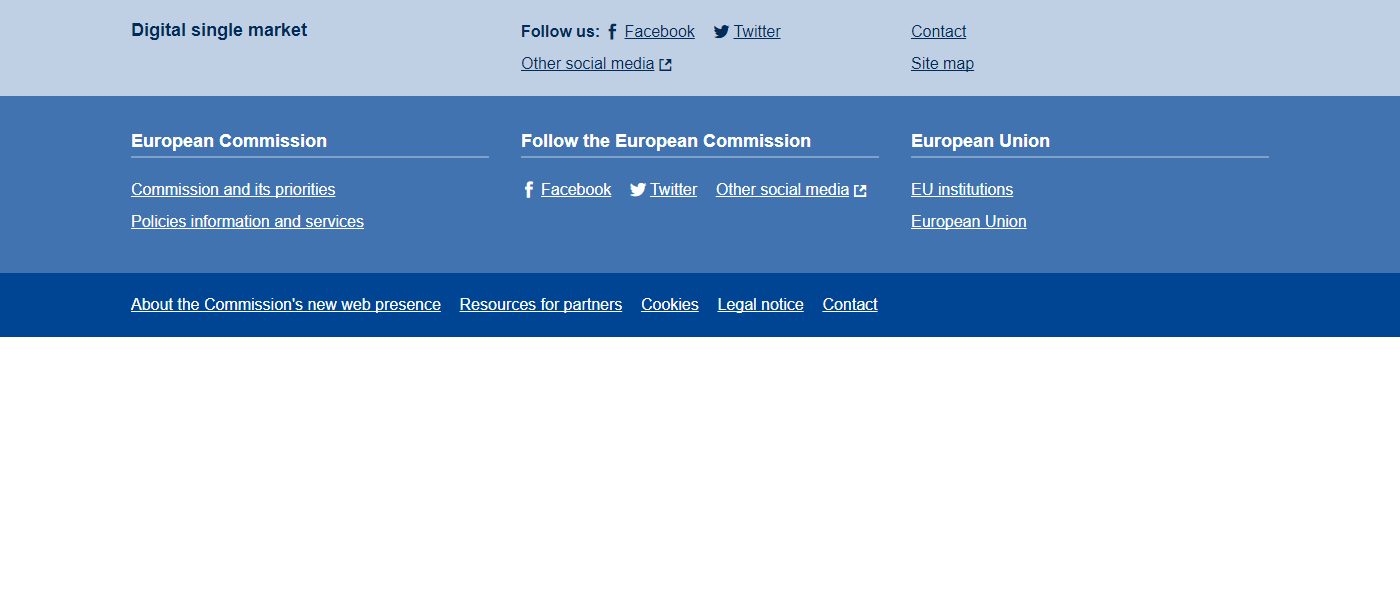 Digital single market
Follow us: Facebook Twitter
Other social media
Contact
Site map
European Commission
Commission and its priorities
Policies information and services
Follow the European Commission
Facebook Twitter Other social media
European Union
EU institutions
European Union
About the Commission's new web presence Resources for partners Cookies Legal notice Contact